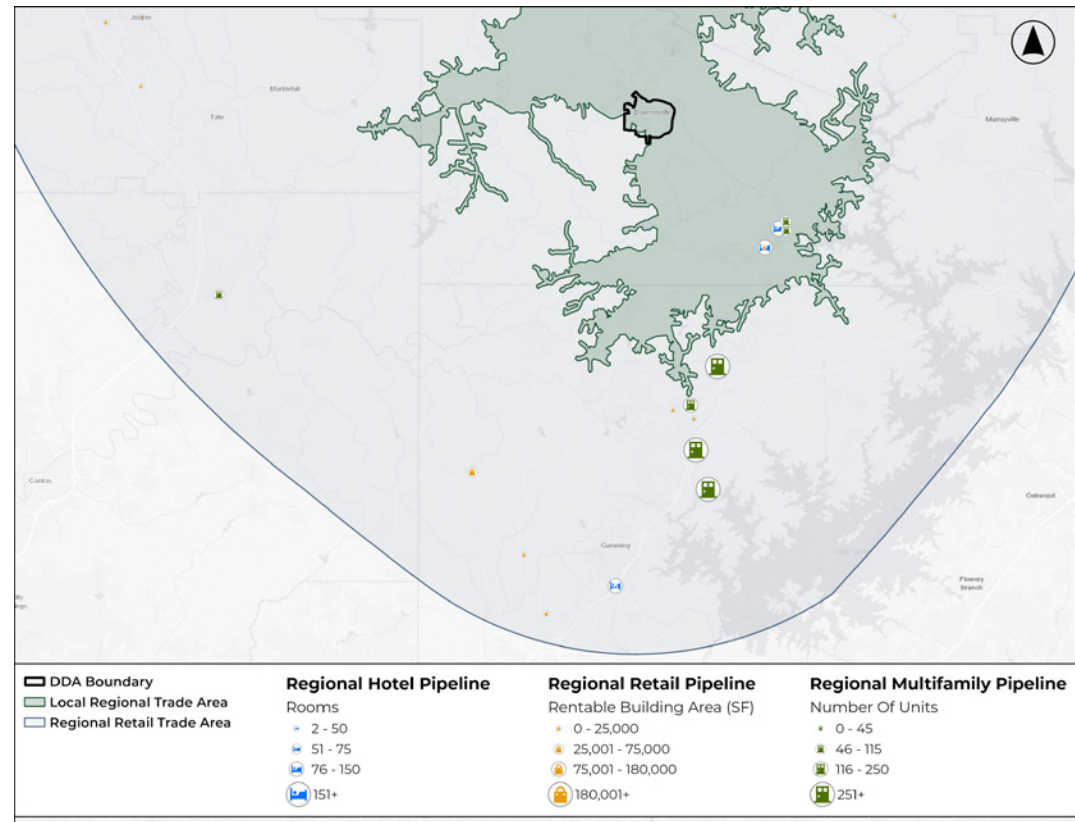 Jasper
Marblehill
Tate
Dawsonville
Murrayville
Canton
Cumming
Oakwood
Flowery
Branch
DDA Boundary
Local Regional Trade Area
Regional Retail Trade Area
Regional Hotel Pipeline
Rooms
2 - 50
51 - 75
76 - 150
151+
Regional Retail Pipeline
Rentable Building Area (SF)
0 - 25,000
25,001 - 75,000
75,001 - 180,000
180,001+
Regional Multifamily Pipeline
Number Of Units
0 - 45
46 - 115
116 - 250
251+